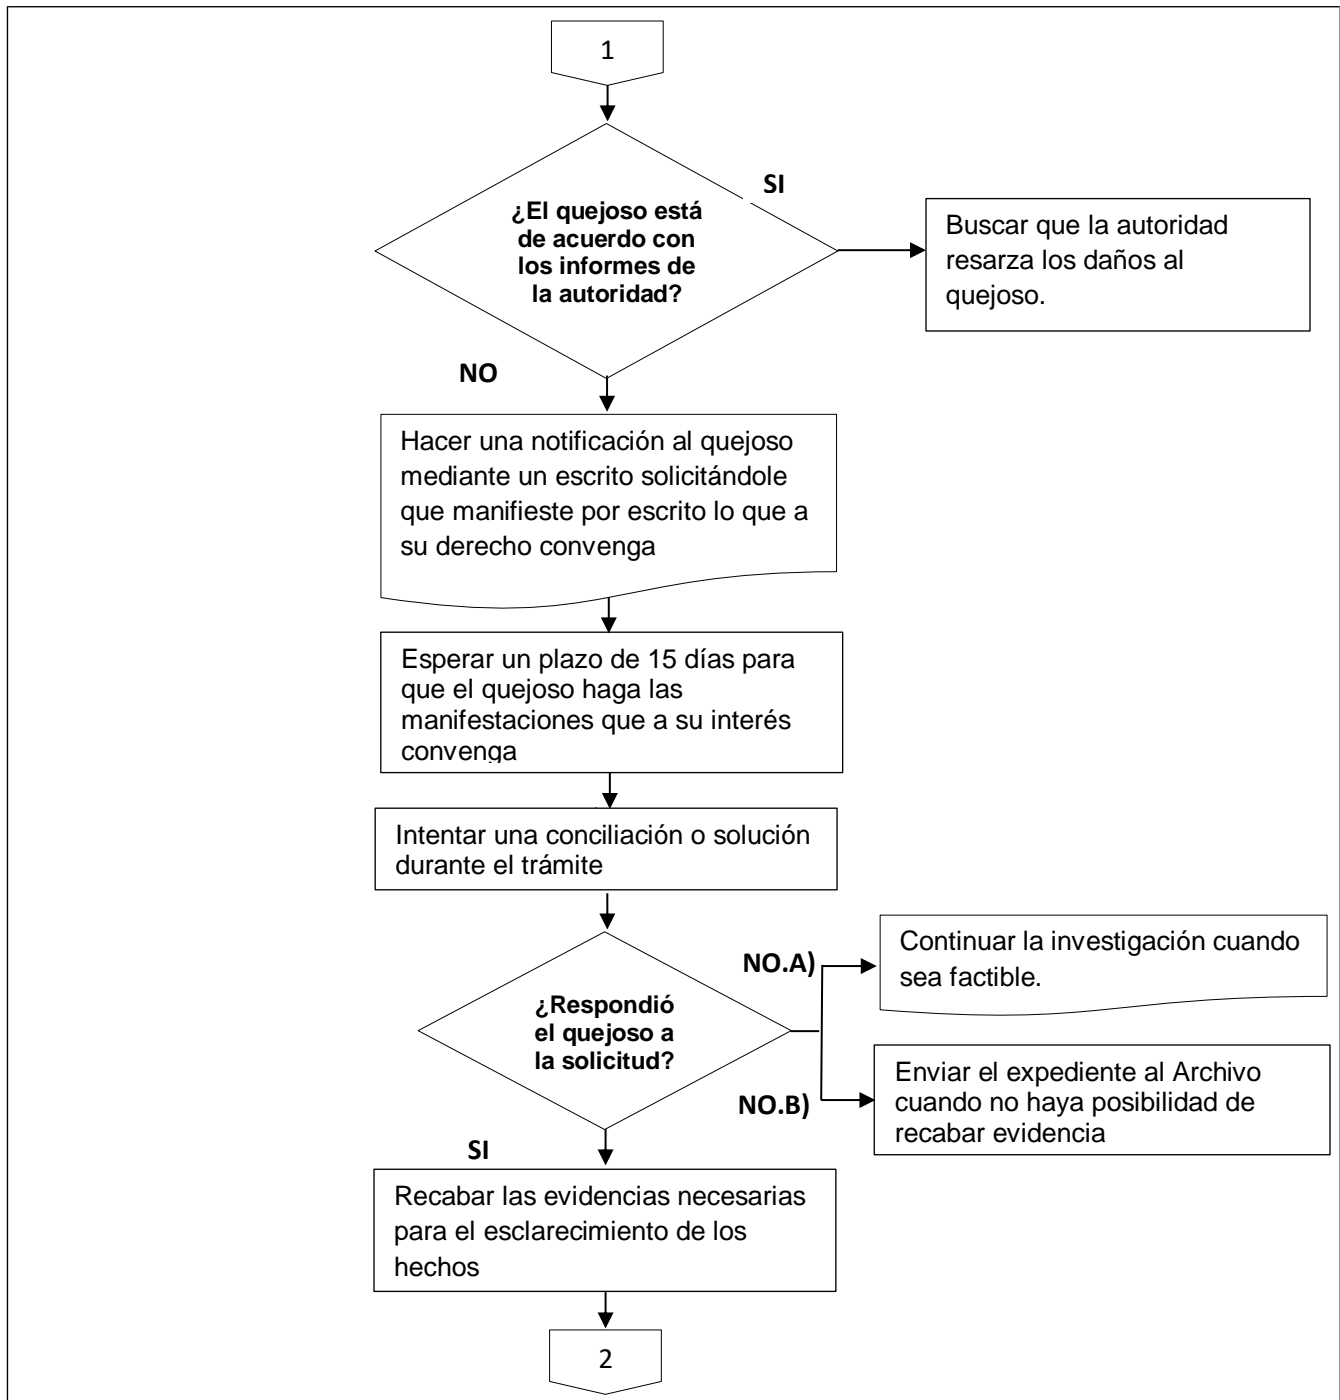 1
¿El quejoso está
de acuerdo con
los informes de
la autoridad?
SI
Buscar que la autoridad
resarza los daños al
quejoso.
NO
Hacer una notificación al quejoso
mediante un escrito solicitándole
que manifieste por escrito lo que a
su derecho convenga
Esperar un plazo de 15 días para
que el quejoso haga las
manifestaciones que a su interés
convenga
Intentar una conciliación o solución
durante el trámite
¿Respondió
el quejoso a
la solicitud?
NO.A)
Continuar la investigación cuando
sea factible.
NO.B)
Enviar el expediente al Archivo
cuando no haya posibilidad de
recabar evidencia
SI
Recabar las evidencias necesarias
para el esclarecimiento de los
hechos
2